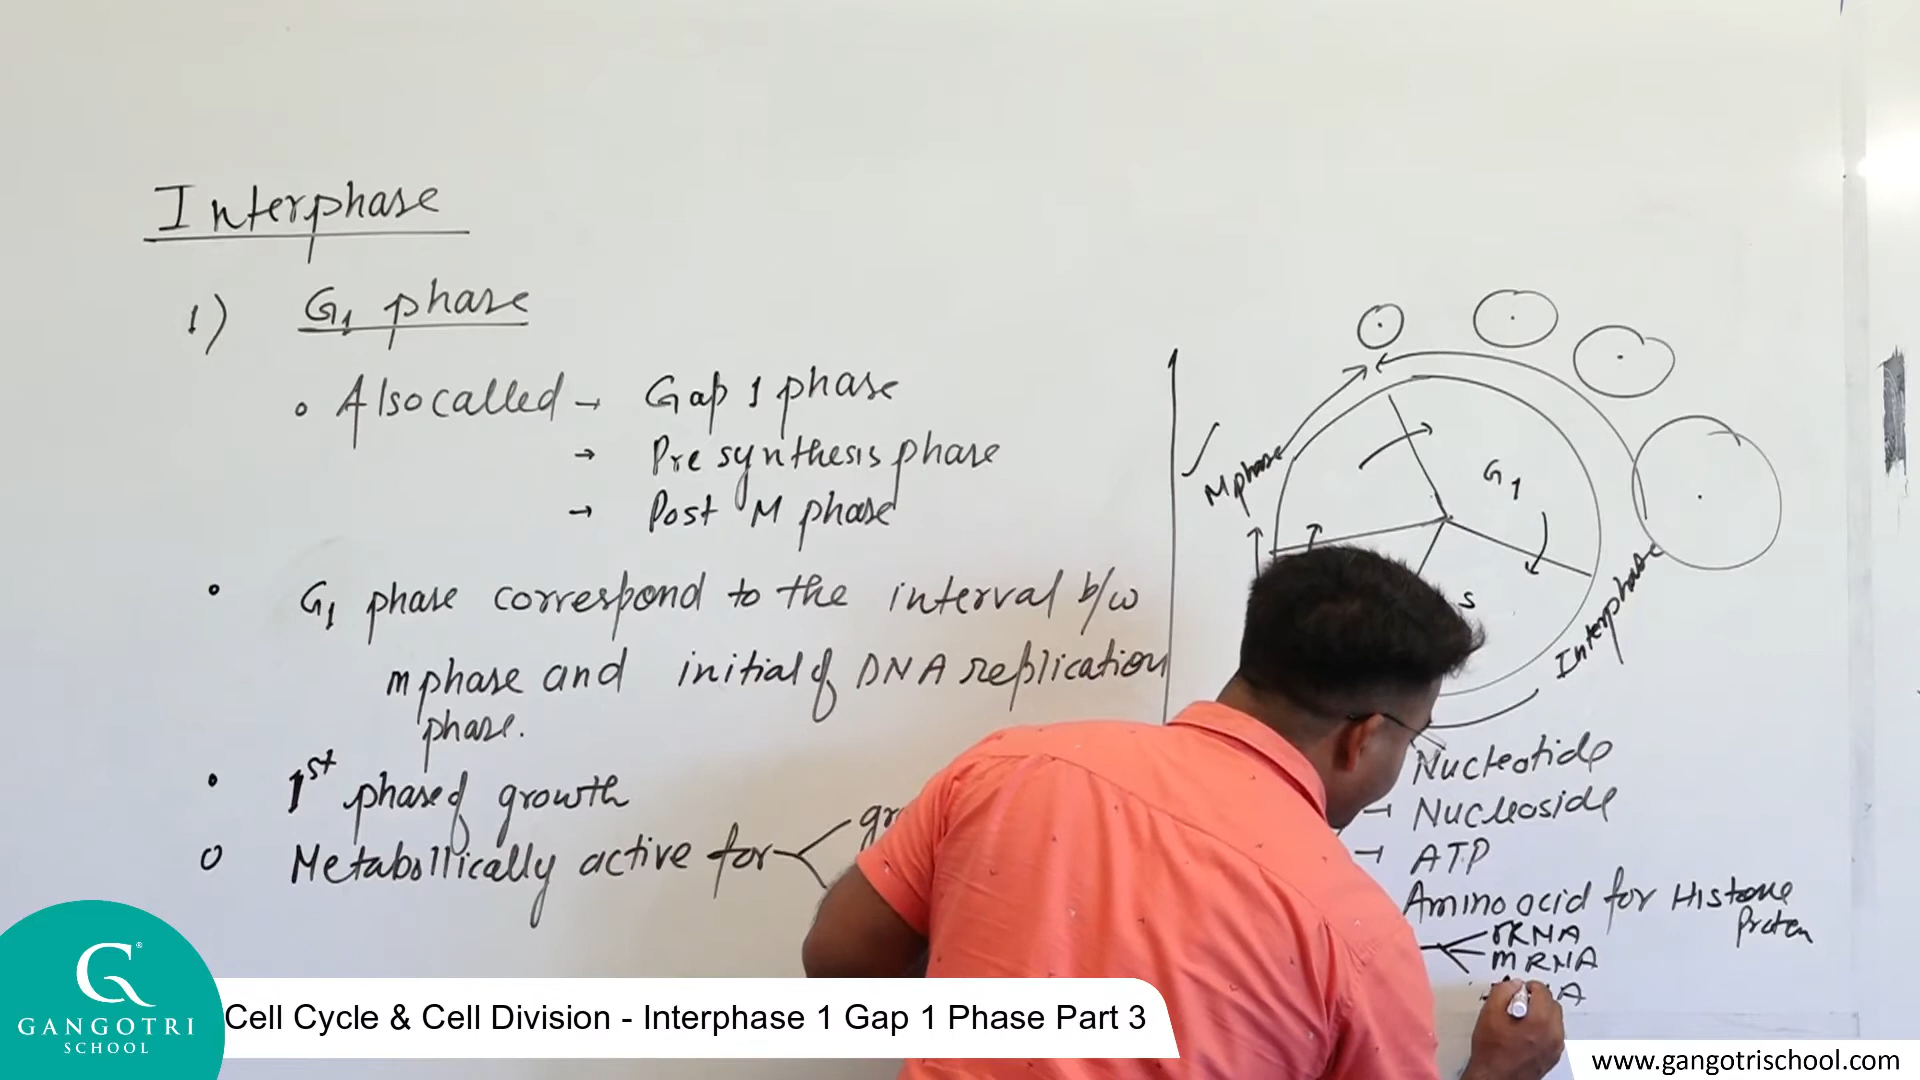 Interphase
1) G1 phase
• Also called → Gap 1 phase
→ Pre synthesis phase
→ Post M phase
• G1 phase correspond to the interval b/w
m phase and initial of DNA replication
phase.
• 1st phase of growth
• Metabollically active for
M phase
G1
S
Interphase
Nucleotide
→ Nucleoside
→ ATP
Amino acid for Histone
Protein
rRNA
mRNA
GANGOTRI
SCHOOL
Cell Cycle & Cell Division - Interphase 1 Gap 1 Phase Part 3
www.gangotrischool.com